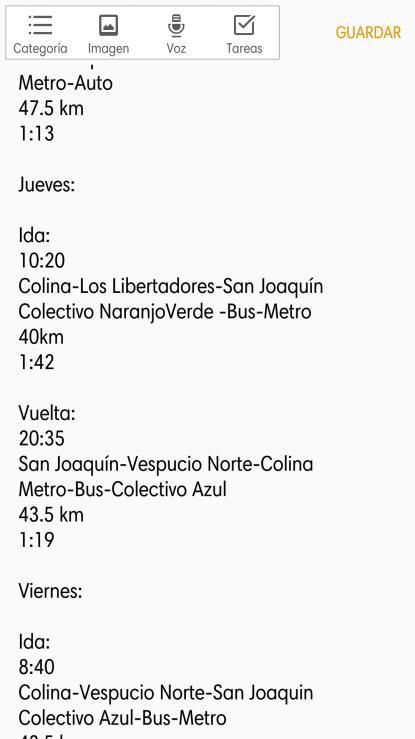 Categoría Imagen Voz Tareas GUARDAR
Metro-Auto
47.5 km
1:13
Jueves:
Ida:
10:20
Colina-Los Libertadores-San Joaquín
Colectivo NaranjoVerde -Bus-Metro
40km
1:42
Vuelta:
20:35
San Joaquín-Vespucio Norte-Colina
Metro-Bus-Colectivo Azul
43.5 km
1:19
Viernes:
Ida:
8:40
Colina-Vespucio Norte-San Joaquin
Colectivo Azul-Bus-Metro